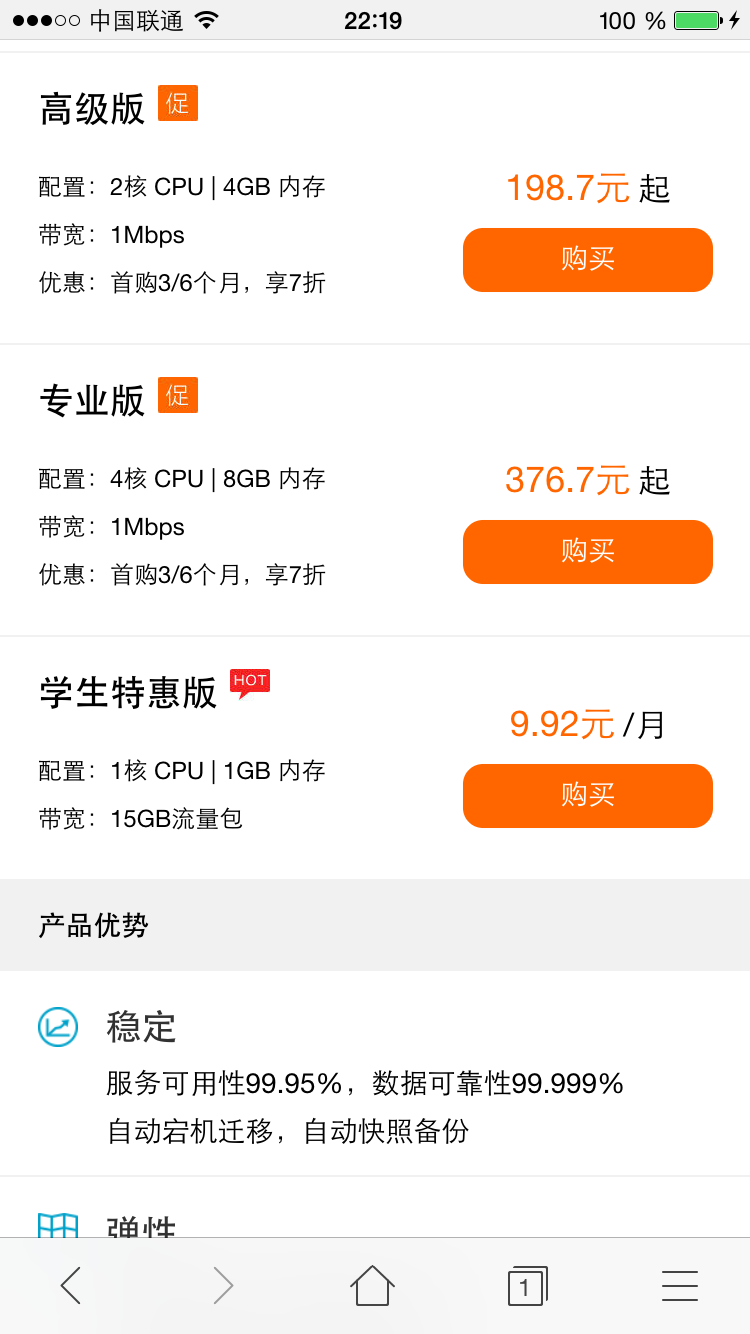 中国联通 22:19 100 %
高级版 促
配置：2核 CPU | 4GB 内存
198.7元 起
带宽：1Mbps
购买
优惠：首购3/6个月，享7折
专业版 促
配置：4核 CPU | 8GB 内存
376.7元 起
带宽：1Mbps
购买
优惠：首购3/6个月，享7折
学生特惠版 HOT
9.92元 /月
配置：1核 CPU | 1GB 内存
购买
带宽：15GB流量包
产品优势
稳定
服务可用性99.95%，数据可靠性99.999%
自动宕机迁移，自动快照备份
弹性
1